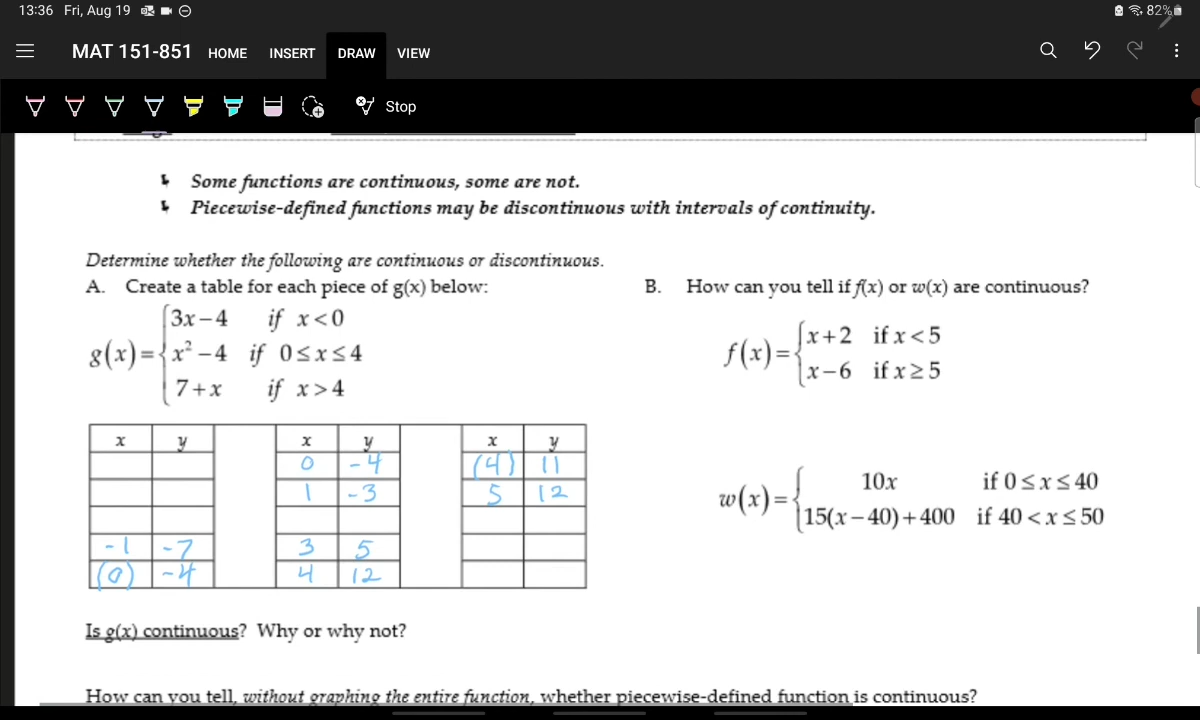 13:36 Fri, Aug 19 82%
MAT 151-851 HOME INSERT DRAW VIEW
Stop
Some functions are continuous, some are not.
Piecewise-defined functions may be discontinuous with intervals of continuity.
Determine whether the following are continuous or discontinuous.
A. Create a table for each piece of g(x) below:
g(x) = { 3x – 4 if x < 0
x² – 4 if 0 ≤ x ≤ 4
7 + x if x > 4
x y x y x y
0 -4 (4) 11
1 -3 5 12
-1 -7 3 5
(0) -4 4 12
B. How can you tell if f(x) or w(x) are continuous?
f(x) = { x + 2 if x < 5
x – 6 if x ≥ 5
w(x) = { 10x if 0 ≤ x ≤ 40
15(x – 40) + 400 if 40 < x ≤ 50
Is g(x) continuous? Why or why not?
How can you tell, without graphing the entire function, whether piecewise-defined function is continuous?